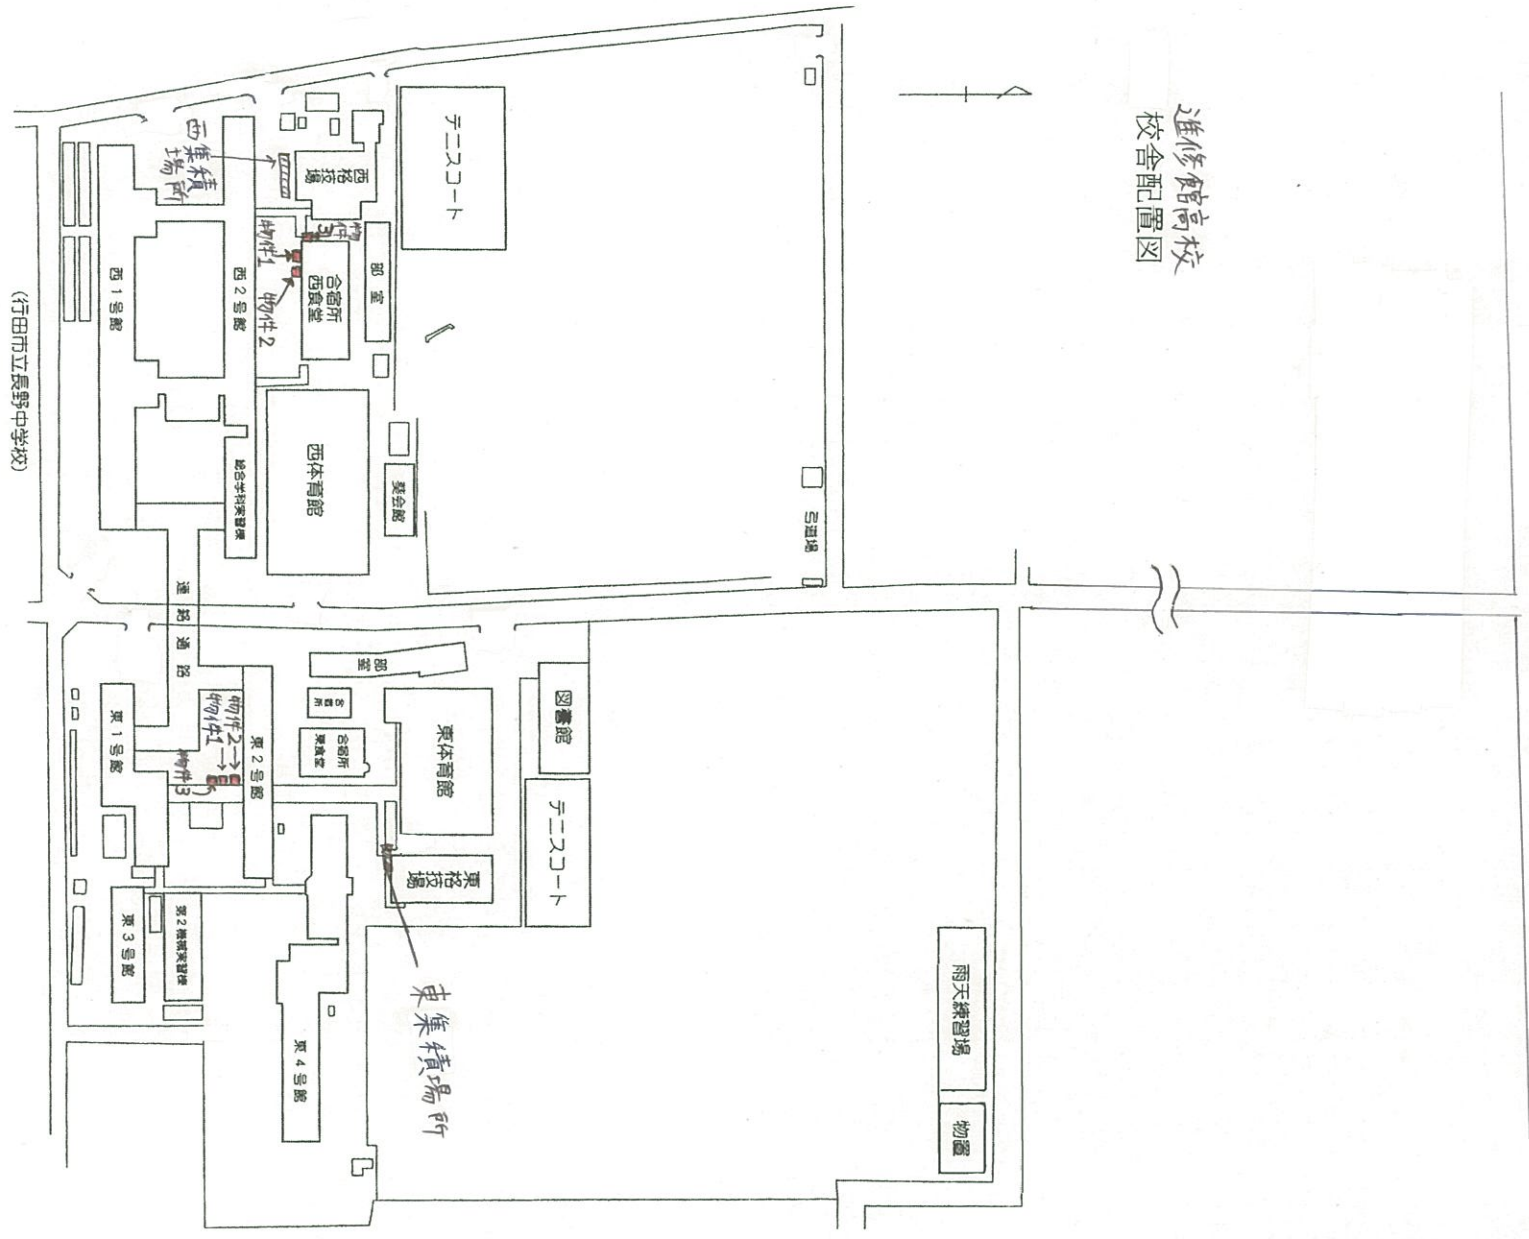 進修館高校
校舎配置図
テニスコート
西格技場
西集積
場所
物件3
部室
物件1
物件2
合宿所
西食堂
西2号館
西1号館
(行田市立長野中学校)
西体育館
葵会館
総合学科実習棟
弓道場
連絡通路
部室
合宿所
合宿所
東食堂
東体育館
図書館
テニスコート
物件2
物件1
物件3
東2号館
東1号館
東格技場
東集積場所
東3号館
第2機械実習棟
東4号館
雨天練習場
物置